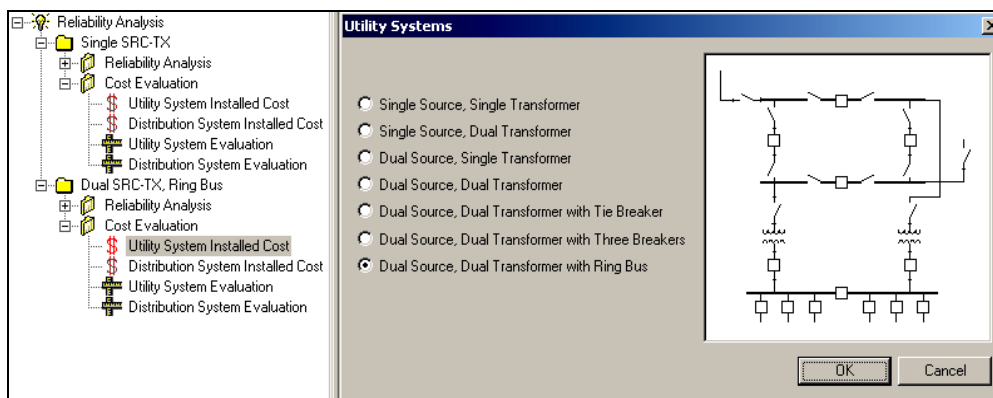 Reliability Analysis
Single SRC-TX
Reliability Analysis
Cost Evaluation
Utility System Installed Cost
Distribution System Installed Cost
Utility System Evaluation
Distribution System Evaluation
Dual SRC-TX, Ring Bus
Reliability Analysis
Cost Evaluation
Utility System Installed Cost
Distribution System Installed Cost
Utility System Evaluation
Distribution System Evaluation
Utility Systems
Single Source, Single Transformer
Single Source, Dual Transformer
Dual Source, Single Transformer
Dual Source, Dual Transformer
Dual Source, Dual Transformer with Tie Breaker
Dual Source, Dual Transformer with Three Breakers
Dual Source, Dual Transformer with Ring Bus
OK
Cancel